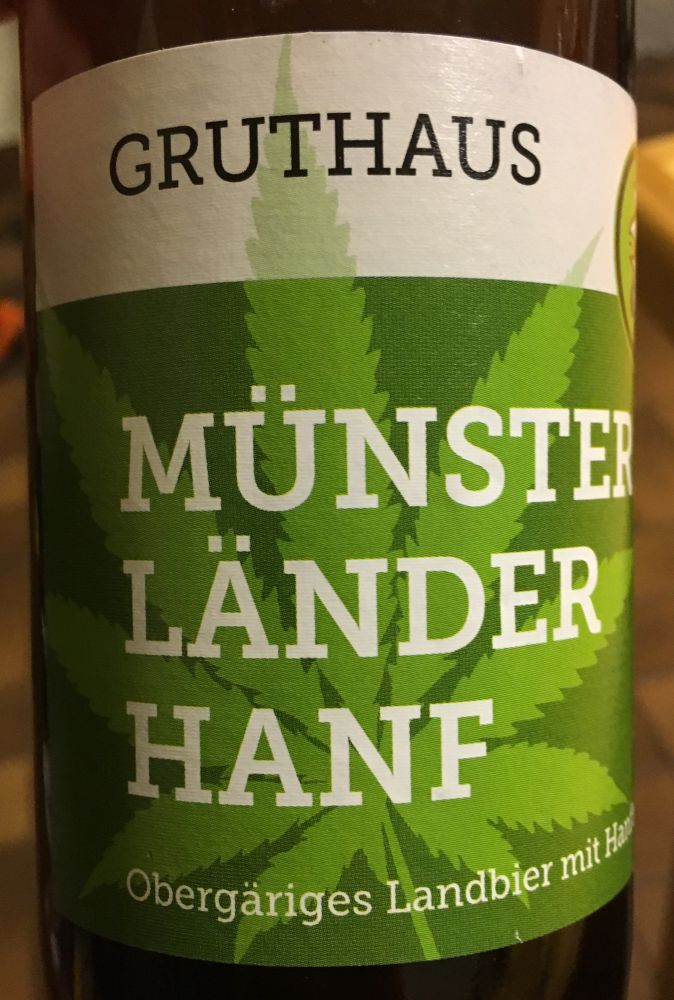 GRUTHAUS
MÜNSTER
LÄNDER
HANF
Obergäriges Landbier mit